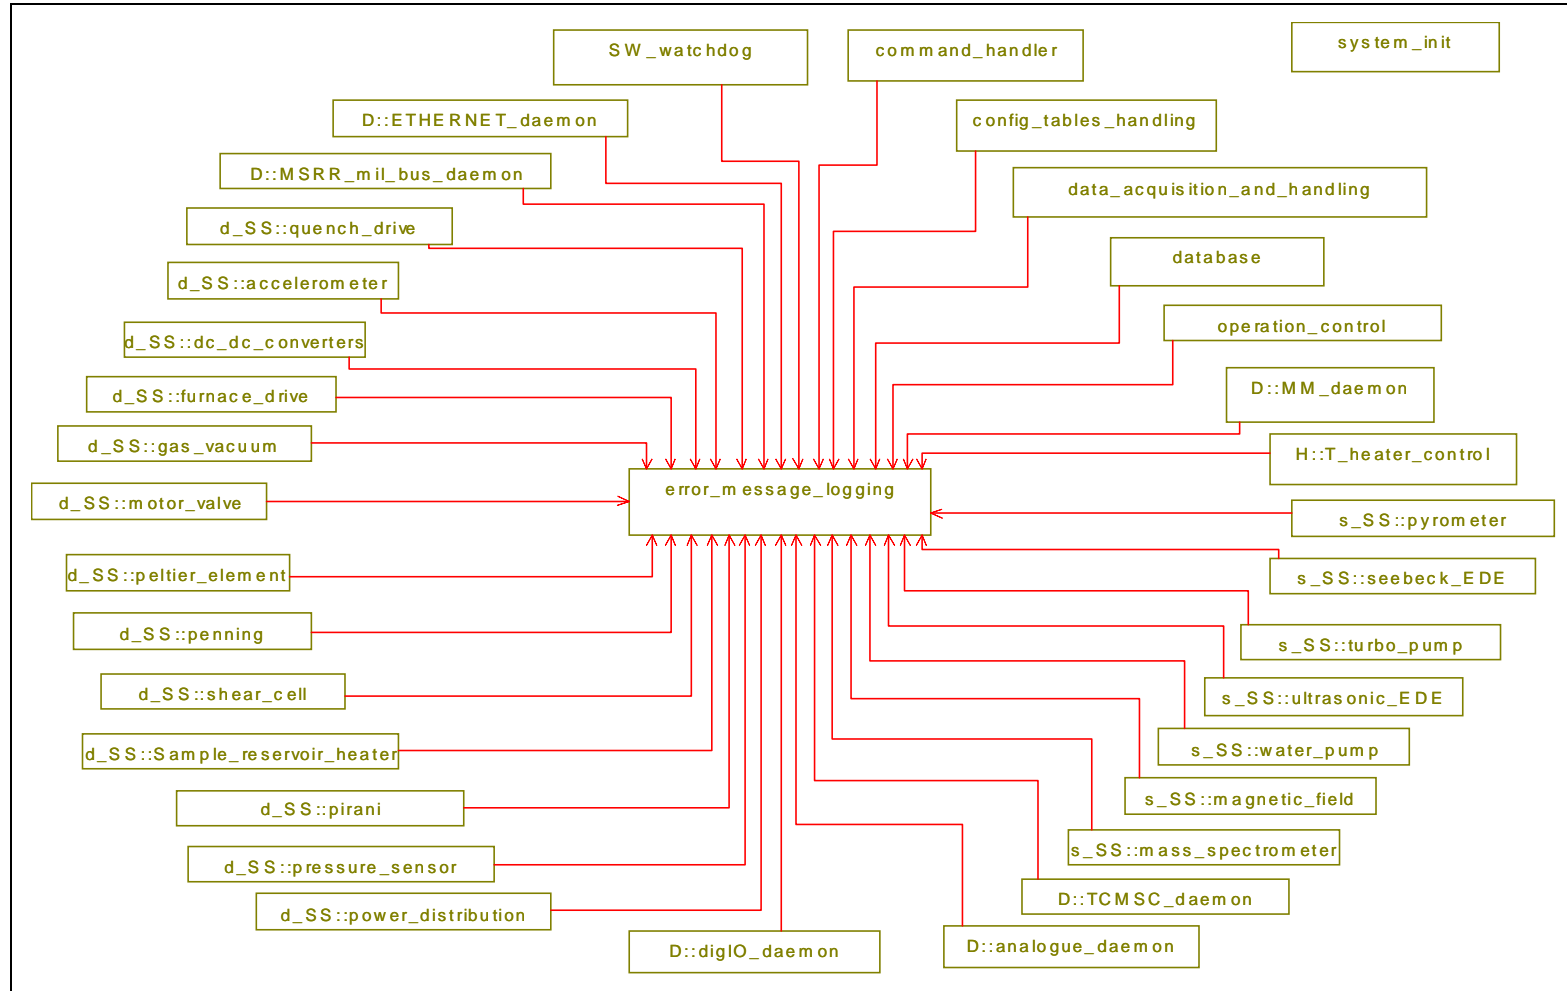 SW_watchdog
command_handler
system_init
D::ETHERNET_daemon
config_tables_handling
D::MSRR_mil_bus_daemon
data_acquisition_and_handling
d_SS::quench_drive
database
d_SS::accelerometer
operation_control
d_SS::dc_dc_converters
D::MM_daemon
d_SS::furnace_drive
d_SS::gas_vacuum
H::T_heater_control
error_message_logging
d_SS::motor_valve
s_SS::pyrometer
d_SS::peltier_element
s_SS::seebeck_EDE
d_SS::penning
s_SS::turbo_pump
d_SS::shear_cell
s_SS::ultrasonic_EDE
d_SS::Sample_reservoir_heater
s_SS::water_pump
d_SS::pirani
s_SS::magnetic_field
s_SS::mass_spectrometer
d_SS::pressure_sensor
D::TCMSC_daemon
d_SS::power_distribution
D::digIO_daemon
D::analogue_daemon